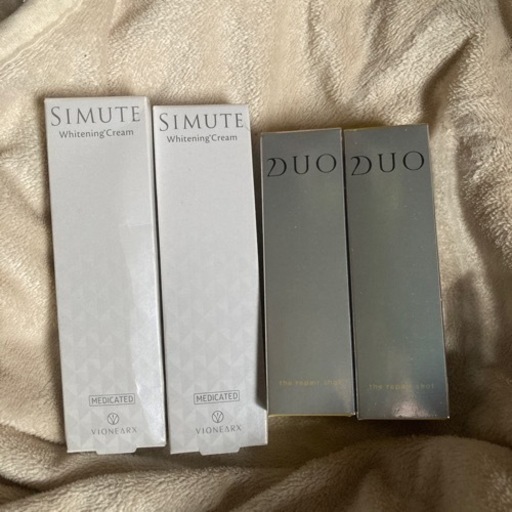 SIMUTE
Whitening*Cream
MEDICATED
VIONEARX
SIMUTE
Whitening*Cream
MEDICATED
VIONEARX
DUO
the repair shot
DUO
the repair shot